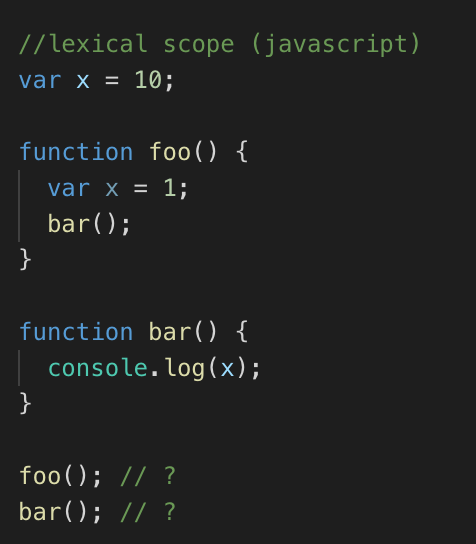 //lexical scope (javascript)
var x = 10;

function foo() {
  var x = 1;
  bar();
}

function bar() {
  console.log(x);
}

foo(); // ?
bar(); // ?